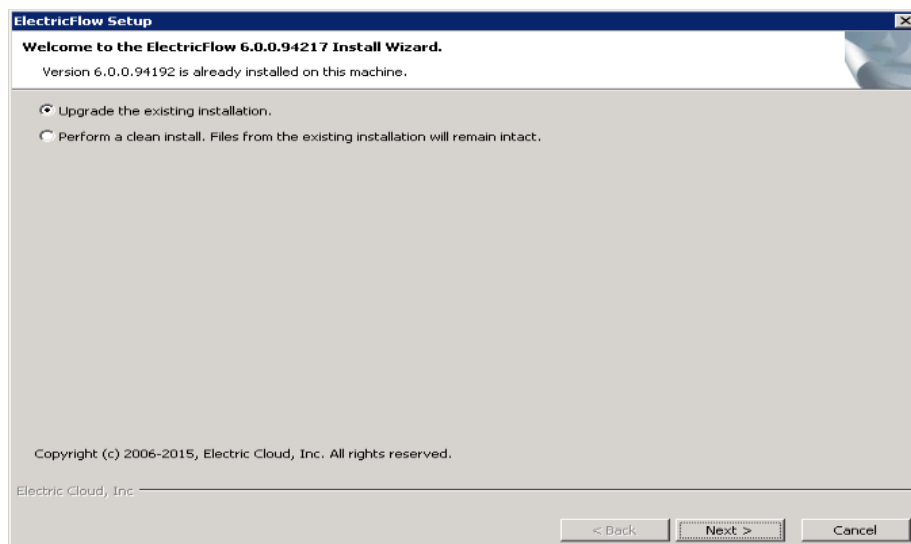 ElectricFlow Setup
Welcome to the ElectricFlow 6.0.0.94217 Install Wizard.
Version 6.0.0.94192 is already installed on this machine.
Upgrade the existing installation.
Perform a clean install. Files from the existing installation will remain intact.
Copyright (c) 2006-2015, Electric Cloud, Inc. All rights reserved.
Electric Cloud, Inc
< Back Next > Cancel